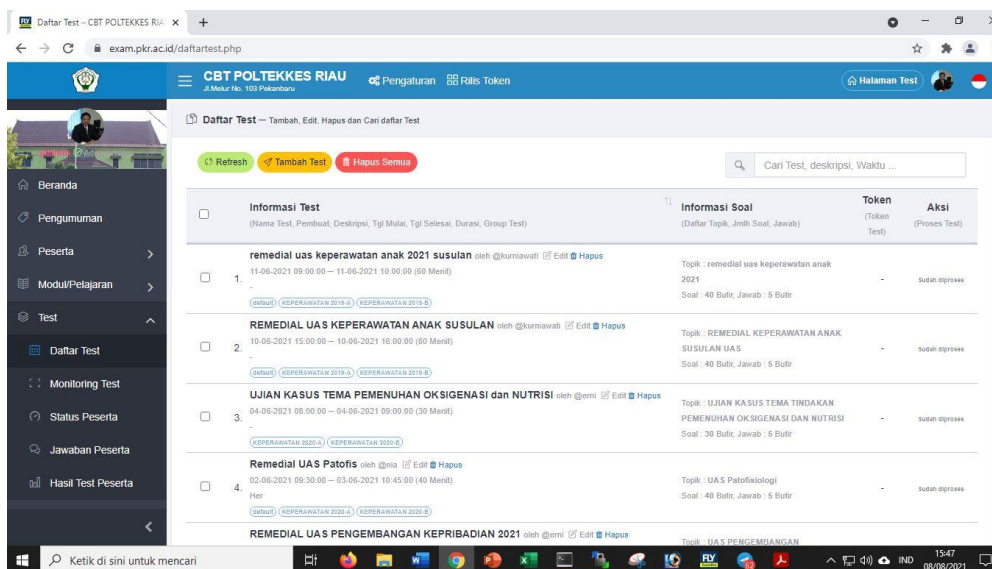 Daftar Test – CBT POLTEKKES RIA
exam.pkr.ac.id/daftartest.php
CBT POLTEKKES RIAU
Jl.Melur No. 103 Pekanbaru
Pengaturan
Rilis Token
Halaman Test
Daftar Test — Tambah, Edit, Hapus dan Cari daftar Test
Refresh
Tambah Test
Hapus Semua
Cari Test, deskripsi, Waktu ...
Beranda
Pengumuman
Peserta
Modul/Pelajaran
Test
Daftar Test
Monitoring Test
Status Peserta
Jawaban Peserta
Hasil Test Peserta
Informasi Test
(Nama Test, Pembuat, Deskripsi, Tgl Mulai, Tgl Selesai, Durasi, Group Test)
Informasi Soal
(Daftar Topik, Jmlh Soal, Jawab)
Token
(Token
Test)
Aksi
(Proses Test)
1.
remedial uas keperawatan anak 2021 susulan oleh @kurniawati Edit Hapus
11-06-2021 09:00:00 — 11-06-2021 10:00:00 (60 Menit)
-
default KEPERAWATAN 2019-A KEPERAWATAN 2019-B
Topik : remedial uas keperawatan anak
2021
Soal : 40 Butir, Jawab : 5 Butir
-
Sudah diproses
2.
REMEDIAL UAS KEPERAWATAN ANAK SUSULAN oleh @kurniawati Edit Hapus
10-06-2021 15:00:00 — 10-06-2021 16:00:00 (60 Menit)
-
default KEPERAWATAN 2019-A KEPERAWATAN 2019-B
Topik : REMEDIAL KEPERAWATAN ANAK
SUSULAN UAS
Soal : 40 Butir, Jawab : 5 Butir
-
Sudah diproses
3.
UJIAN KASUS TEMA PEMENUHAN OKSIGENASI dan NUTRISI oleh @erni Edit Hapus
04-06-2021 08:00:00 — 04-06-2021 09:00:00 (30 Menit)
-
KEPERAWATAN 2020-A KEPERAWATAN 2020-B
Topik : UJIAN KASUS TEMA TINDAKAN
PEMENUHAN OKSIGENASI DAN NUTRISI
Soal : 30 Butir, Jawab : 5 Butir
-
Sudah diproses
4.
Remedial UAS Patofis oleh @nia Edit Hapus
02-06-2021 09:30:00 — 03-06-2021 10:45:00 (40 Menit)
Her
default KEPERAWATAN 2020-A KEPERAWATAN 2020-B
Topik : UAS Patofisiologi
Soal : 40 Butir, Jawab : 5 Butir
-
Sudah diproses
REMEDIAL UAS PENGEMBANGAN KEPRIBADIAN 2021 oleh @erni Edit Hapus
Topik : UAS PENGEMBANGAN
Ketik di sini untuk mencari
RLY
IND
15:47
08/08/2021